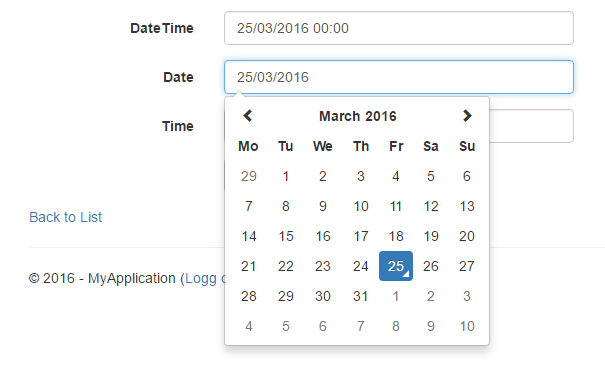 DateTime 25/03/2016 00:00
Date 25/03/2016
Time
March 2016
Mo Tu We Th Fr Sa Su
29 1 2 3 4 5 6
7 8 9 10 11 12 13
14 15 16 17 18 19 20
21 22 23 24 25 26 27
28 29 30 31 1 2 3
4 5 6 7 8 9 10
Back to List
© 2016 - MyApplication (Logg